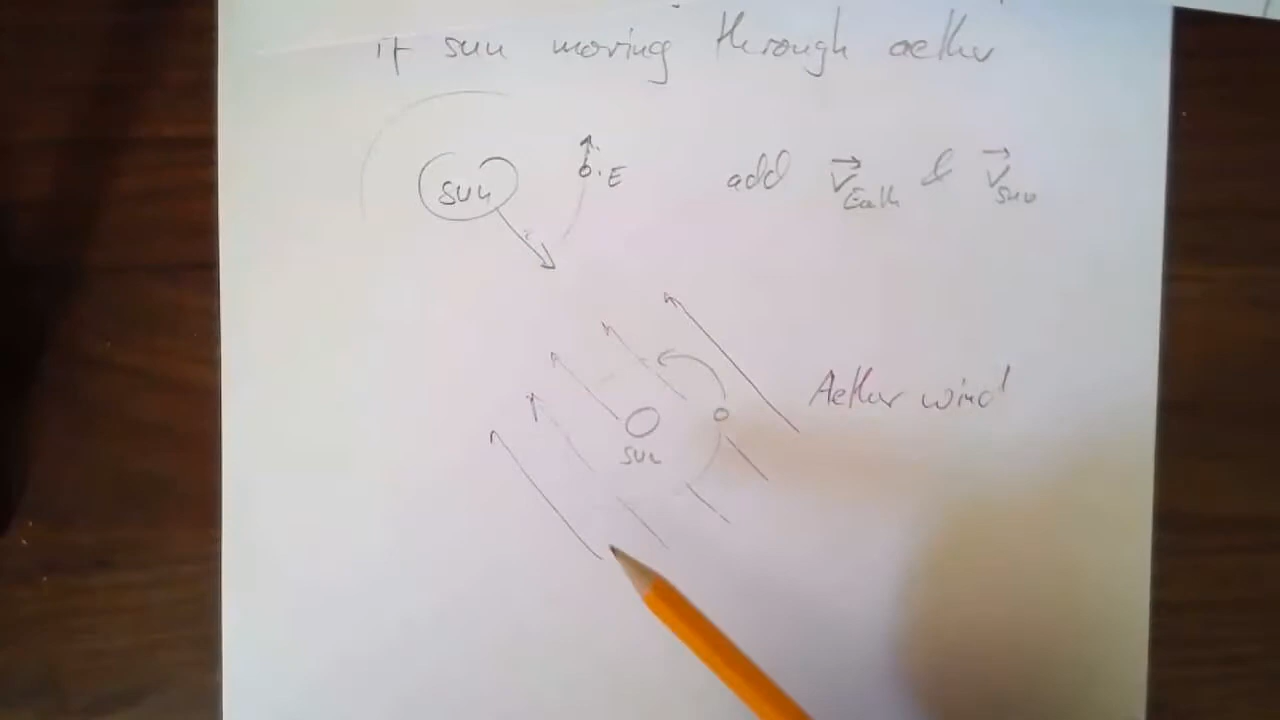 if sun moving through aether
sun
E
add v Earth & v sun
Aether wind
sun